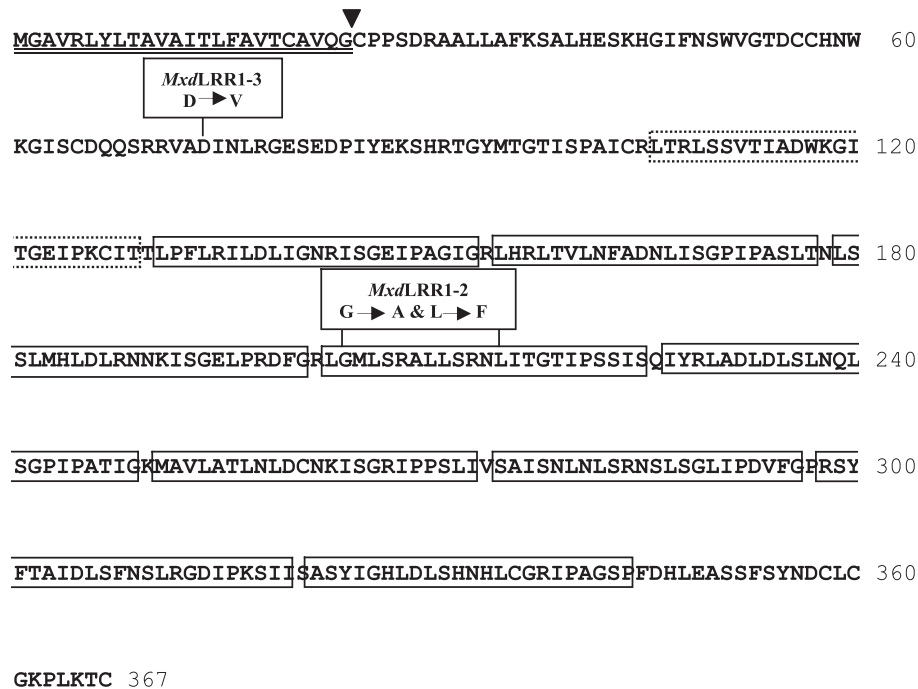 MGAVRLYLTAVAITLFAVTCAVQGCPPSDRAALLAFKSALHESKHGIFNSWVGTDCCHNW 60
MxdLRR1-3
D→V
KGISCDQQSRRVADINLRGESEDPIYEKSHRTGYMTGTISPAICRLTRLSSVTIADWKGI 120
TGEIPKCITTLPFLRILDLIGNRISGEIPAGIGRLHRLTVLNFADNLISGPIPASLTNLS 180
MxdLRR1-2
G → A & L → F
SLMHLDLRNNKISGELPRDFGRLGMLSRALLSRNLITGTIPSSISQIYRLADLDLSLNQL 240
SGPIPATIGKMAVLATLNLDCNKISGRIPPSLIVSAISNLNLSRNSLSGLIPDVFGPRSY 300
FTAIDLSFNSLRGDIPKSIISASYIGHLDLSHNHLCGRIPAGSPFDHLEASSFSYNDCLC 360
GKPLKTC 367